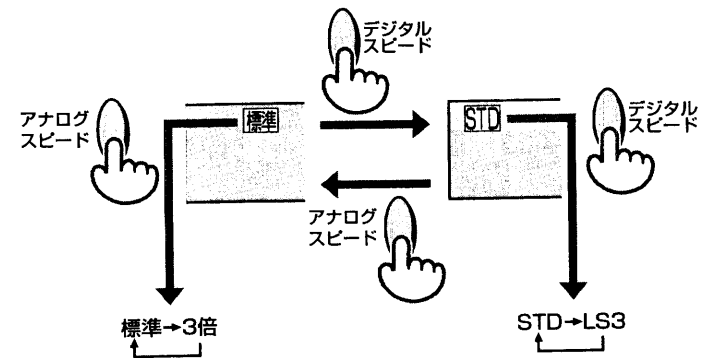 デジタル
スピード
アナログ
スピード
標準
STD
デジタル
スピード
アナログ
スピード
標準→3倍
STD→LS3